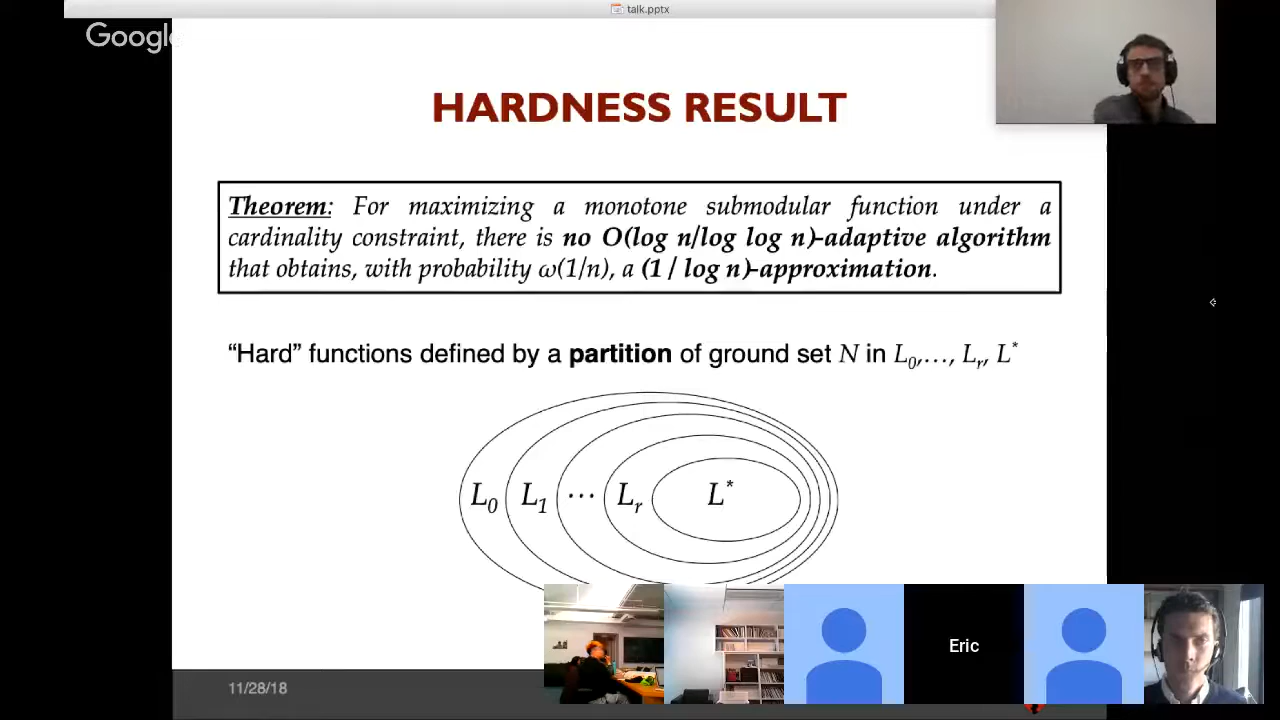 talk.pptx
Google
HARDNESS RESULT
Theorem: For maximizing a monotone submodular function under a
cardinality constraint, there is no O(log n/log log n)-adaptive algorithm
that obtains, with probability ω(1/n), a (1 / log n)-approximation.
“Hard” functions defined by a partition of ground set N in L₀,…, Lᵣ, L*
L₀ L₁ ⋯ Lᵣ L*
Eric
11/28/18